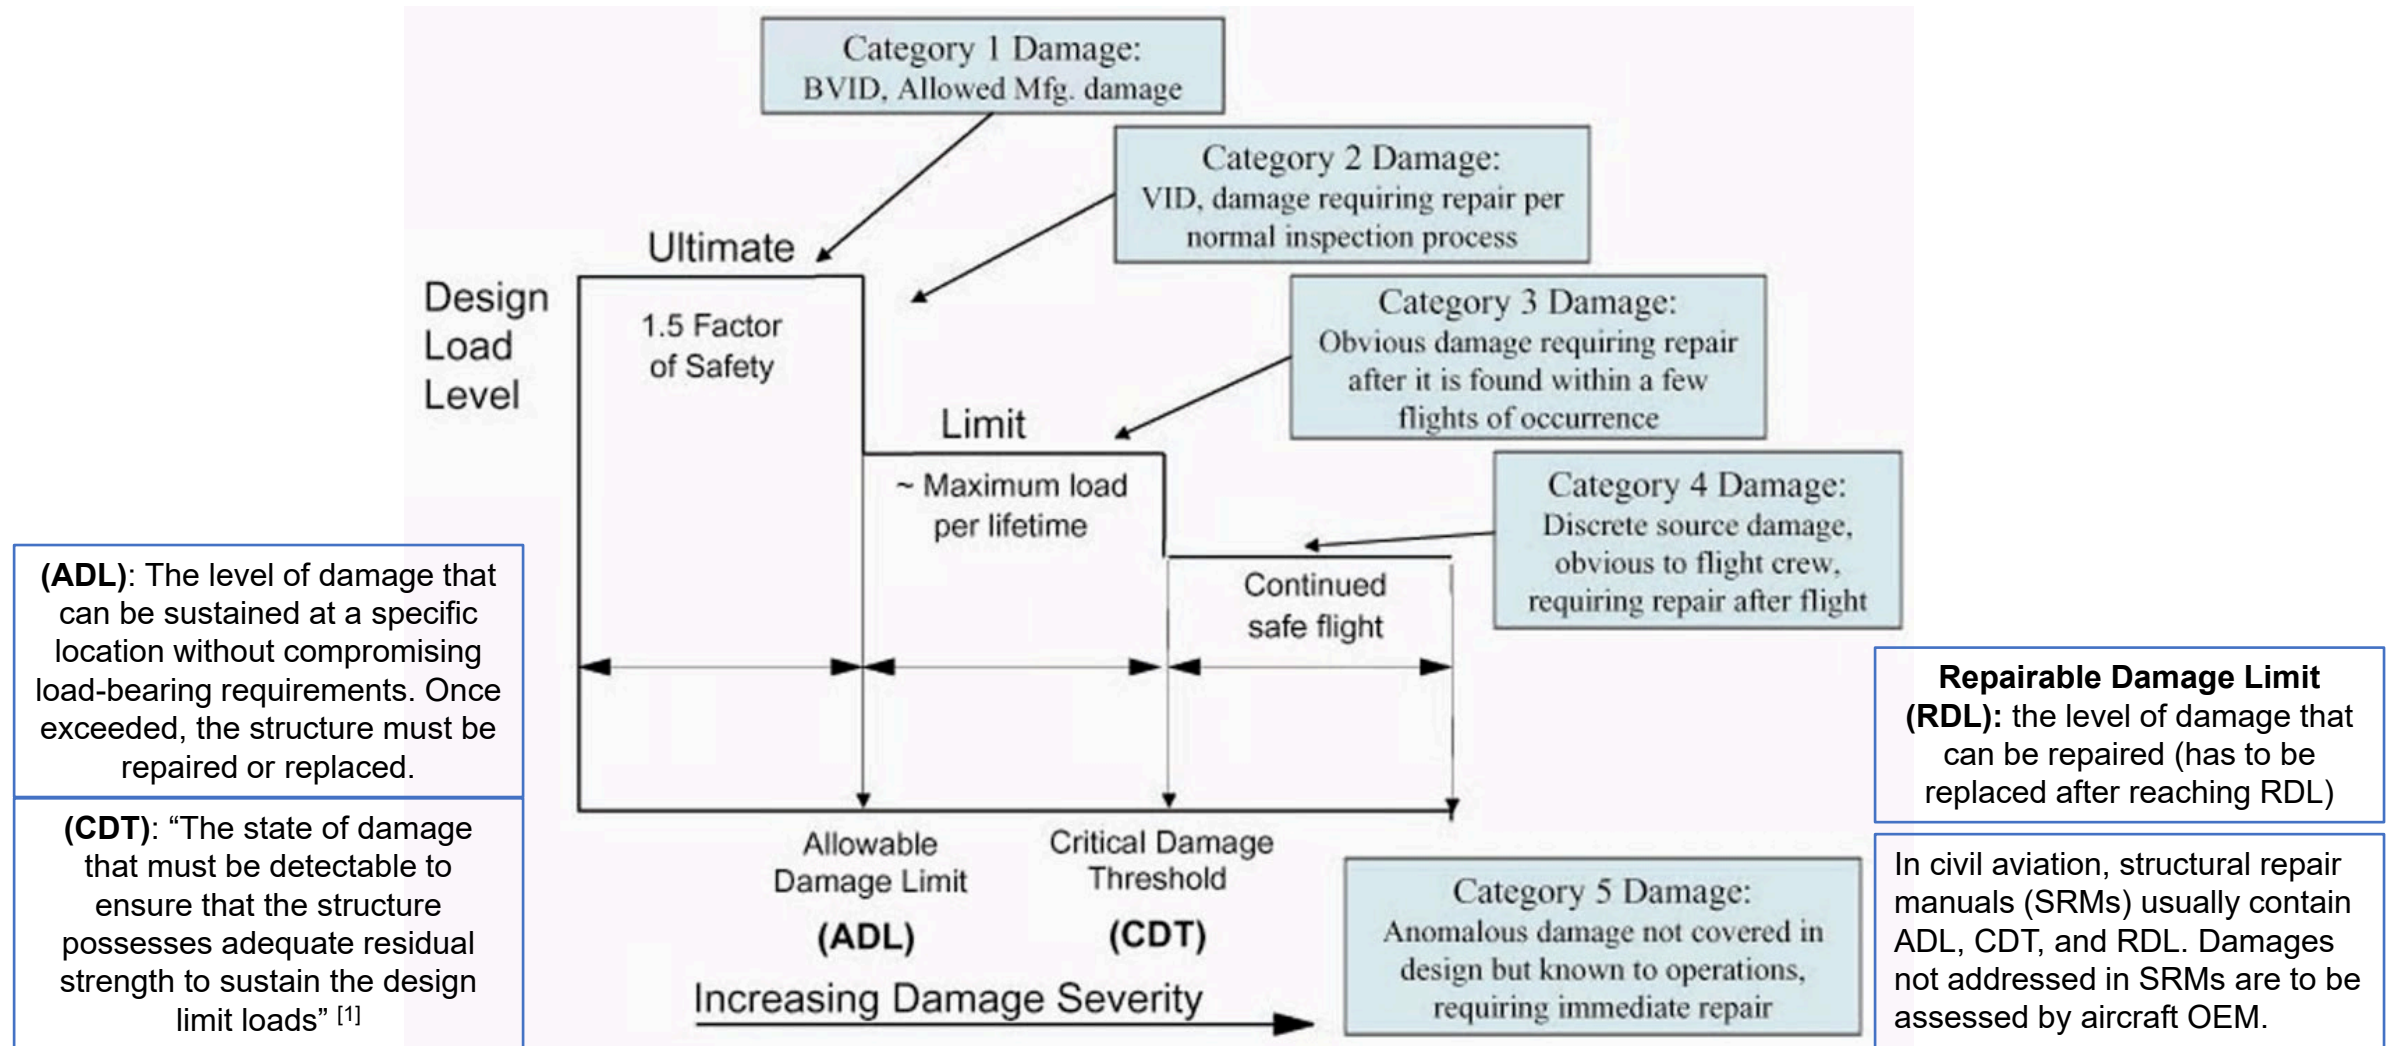 Category 1 Damage:
BVID, Allowed Mfg. damage
Category 2 Damage:
VID, damage requiring repair per
normal inspection process
Ultimate
Design
Load
Level
1.5 Factor
of Safety
Category 3 Damage:
Obvious damage requiring repair
after it is found within a few
flights of occurrence
Limit
~ Maximum load
per lifetime
Category 4 Damage:
Discrete source damage,
obvious to flight crew,
requiring repair after flight
Continued
safe flight
(ADL): The level of damage that
can be sustained at a specific
location without compromising
load-bearing requirements. Once
exceeded, the structure must be
repaired or replaced.
(CDT): “The state of damage
that must be detectable to
ensure that the structure
possesses adequate residual
strength to sustain the design
limit loads” [1]
Allowable
Damage Limit
(ADL)
Critical Damage
Threshold
(CDT)
Increasing Damage Severity
Category 5 Damage:
Anomalous damage not covered in
design but known to operations,
requiring immediate repair
Repairable Damage Limit
(RDL): the level of damage that
can be repaired (has to be
replaced after reaching RDL)
In civil aviation, structural repair
manuals (SRMs) usually contain
ADL, CDT, and RDL. Damages
not addressed in SRMs are to be
assessed by aircraft OEM.